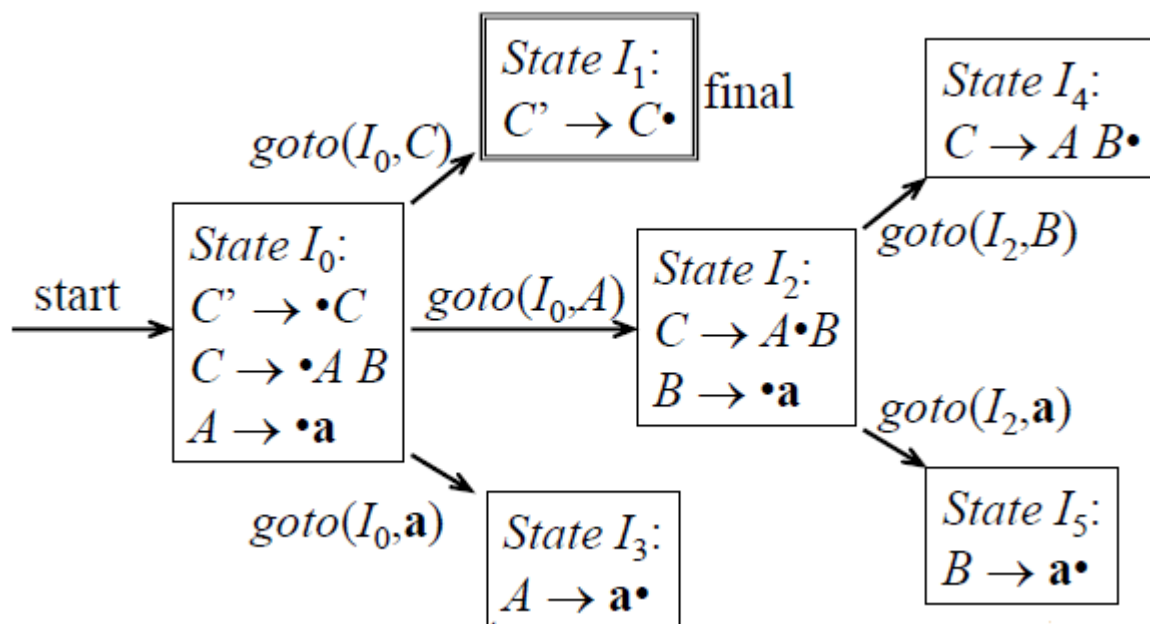 State I₁:
C’ → C•
final
goto(I₀,C)
State I₄:
C → A B•
goto(I₂,B)
start
State I₀:
C’ → •C
C → •A B
A → •a
goto(I₀,A)
State I₂:
C → A•B
B → •a
goto(I₀,a)
State I₃:
A → a•
goto(I₂,a)
State I₅:
B → a•